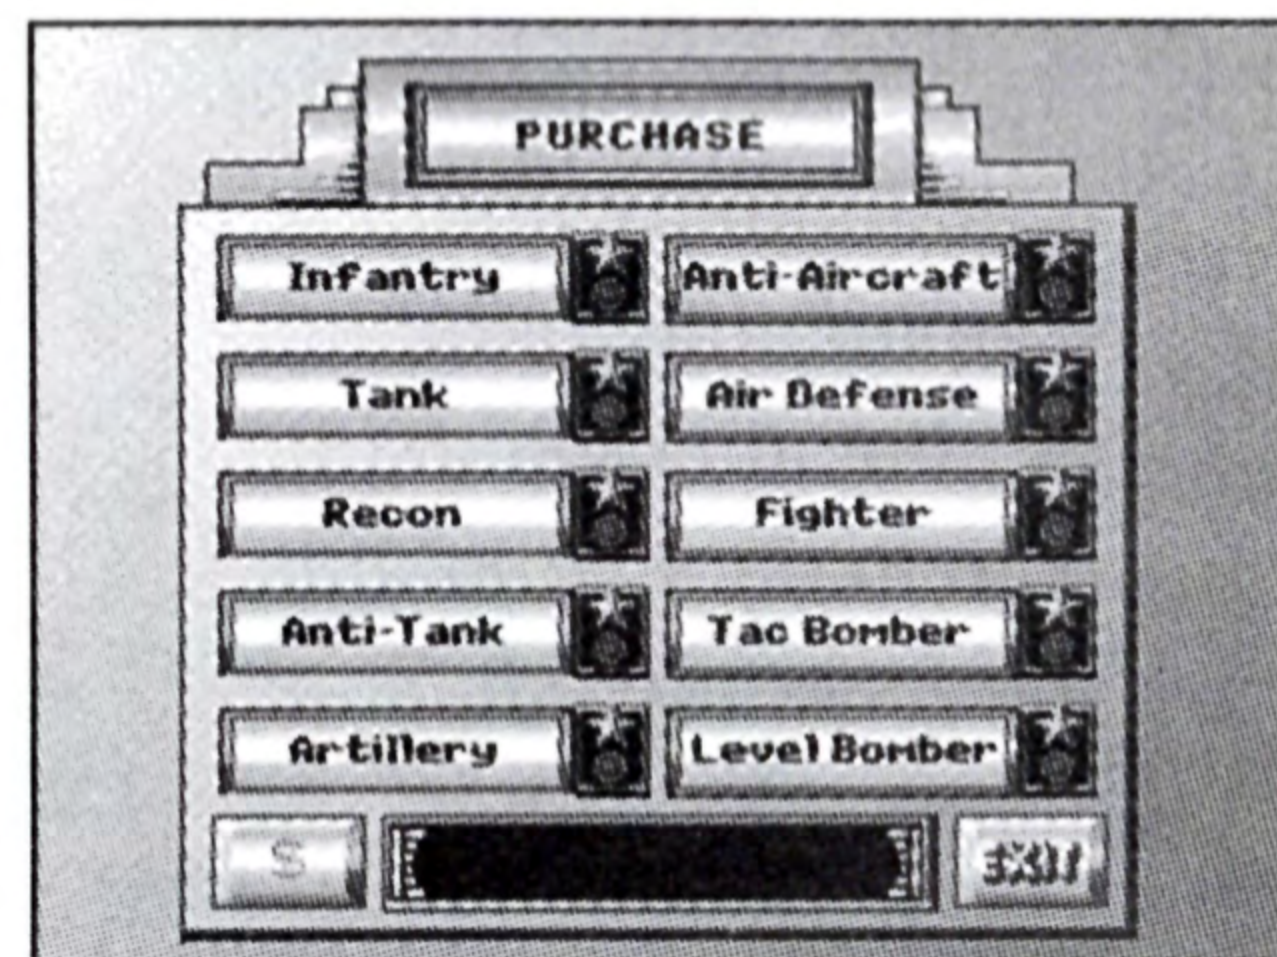 PURCHASE
Infantry
Anti-Aircraft
Tank
Air Defense
Recon
Fighter
Anti-Tank
Tac Bomber
Artillery
Level Bomber
S
EXIT